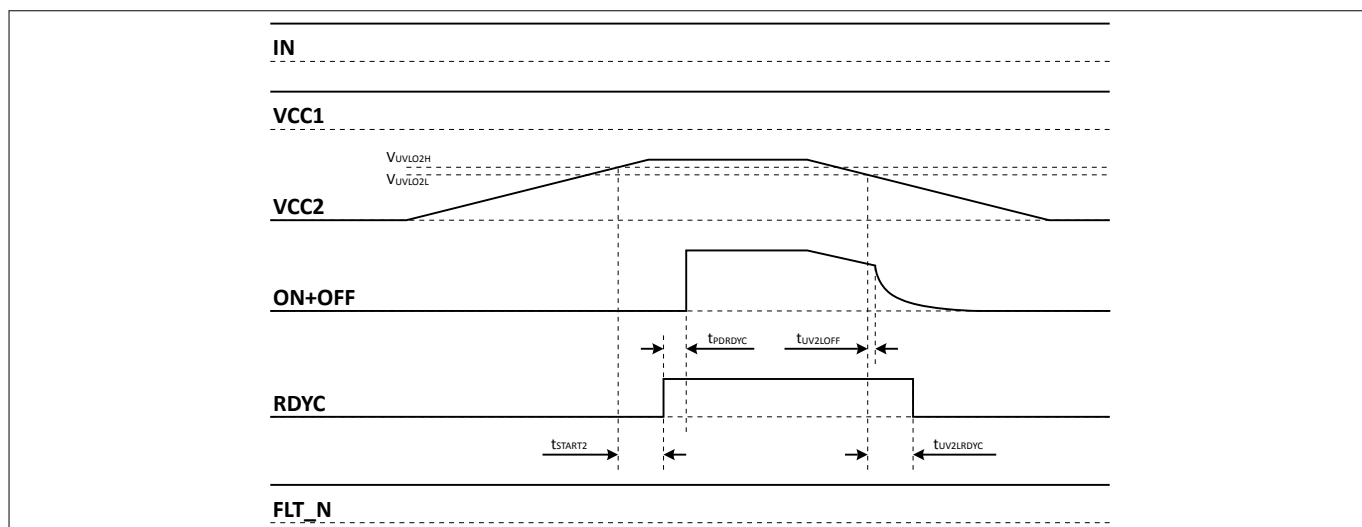 IN
VCC1
VUVLO2H
VUVLO2L
VCC2
ON+OFF
tPDRDYC tUV2LOFF
RDYC
tSTART2 tUV2LRDYC
FLT_N